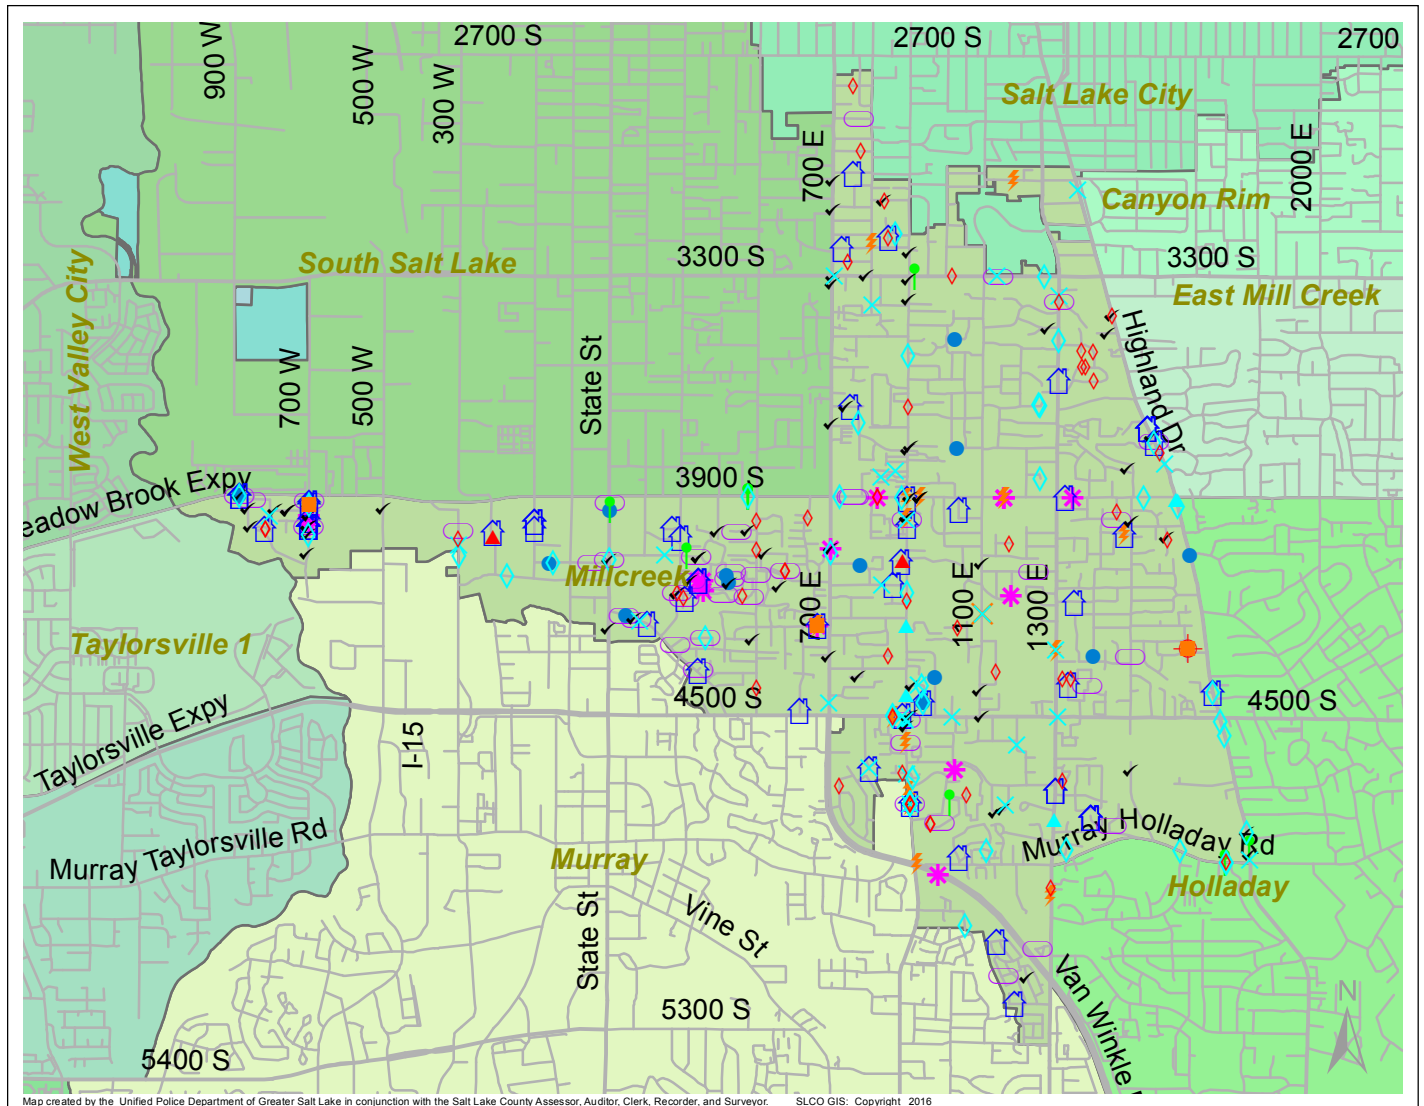 2700 S
2700 S
2700
900 W
500 W
300 W
Salt Lake City
700 E
2000 E
Canyon Rim
South Salt Lake
3300 S
3300 S
West Valley City
East Mill Creek
Highland Dr
State St
700 W
500 W
3900 S
eadow Brook Expy
Millcreek
700 E
1100 E
1300 E
Taylorsville 1
4500 S
4500 S
Taylorsville Expy
I-15
Murray Taylorsville Rd
Murray Holladay Rd
Murray
Holladay
State St
Vine St
Van Winkle
5300 S
N
5400 S
Map created by the Unified Police Department of Greater Salt Lake in conjunction with the Salt Lake County Assessor, Auditor, Clerk, Recorder, and Surveyor. SLCO GIS: Copyright 2016